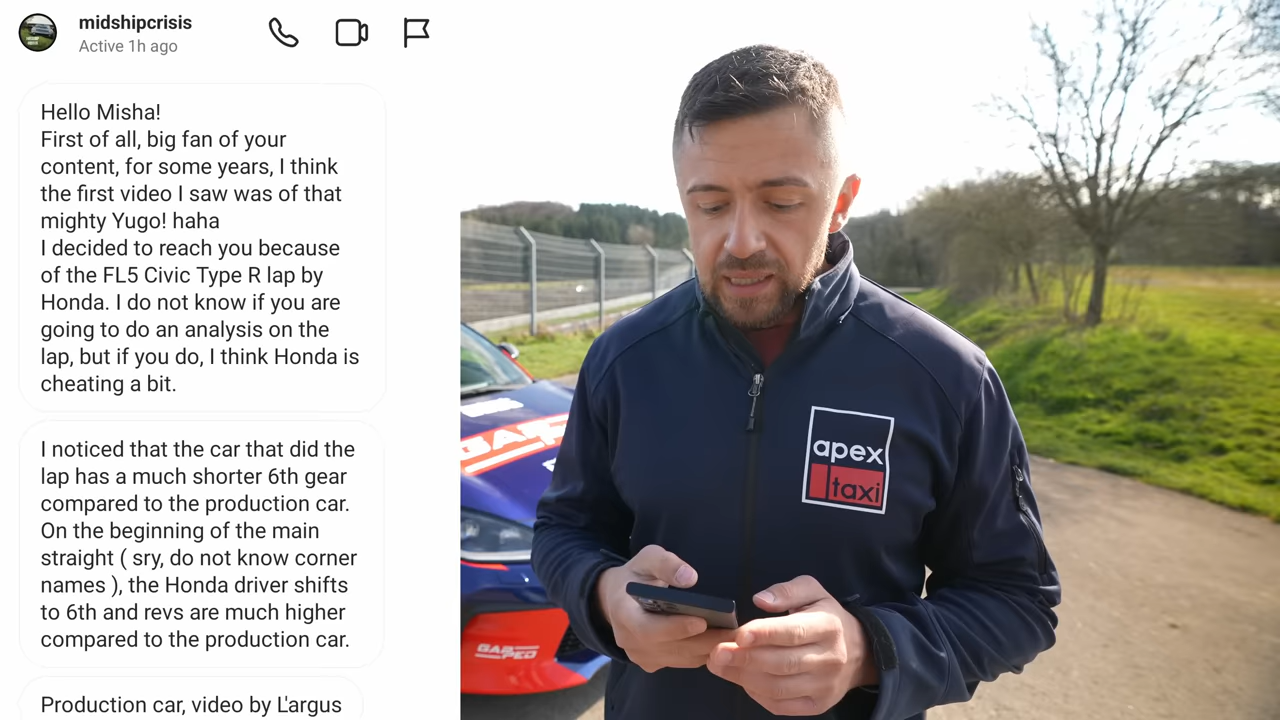 midshipcrisis
Active 1h ago
Hello Misha!
First of all, big fan of your
content, for some years, I think
the first video I saw was of that
mighty Yugo! haha
I decided to reach you because
of the FL5 Civic Type R lap by
Honda. I do not know if you are
going to do an analysis on the
lap, but if you do, I think Honda is
cheating a bit.
I noticed that the car that did the
lap has a much shorter 6th gear
compared to the production car.
On the beginning of the main
straight ( sry, do not know corner
names ), the Honda driver shifts
to 6th and revs are much higher
compared to the production car.
Production car, video by L'argus
apex
taxi